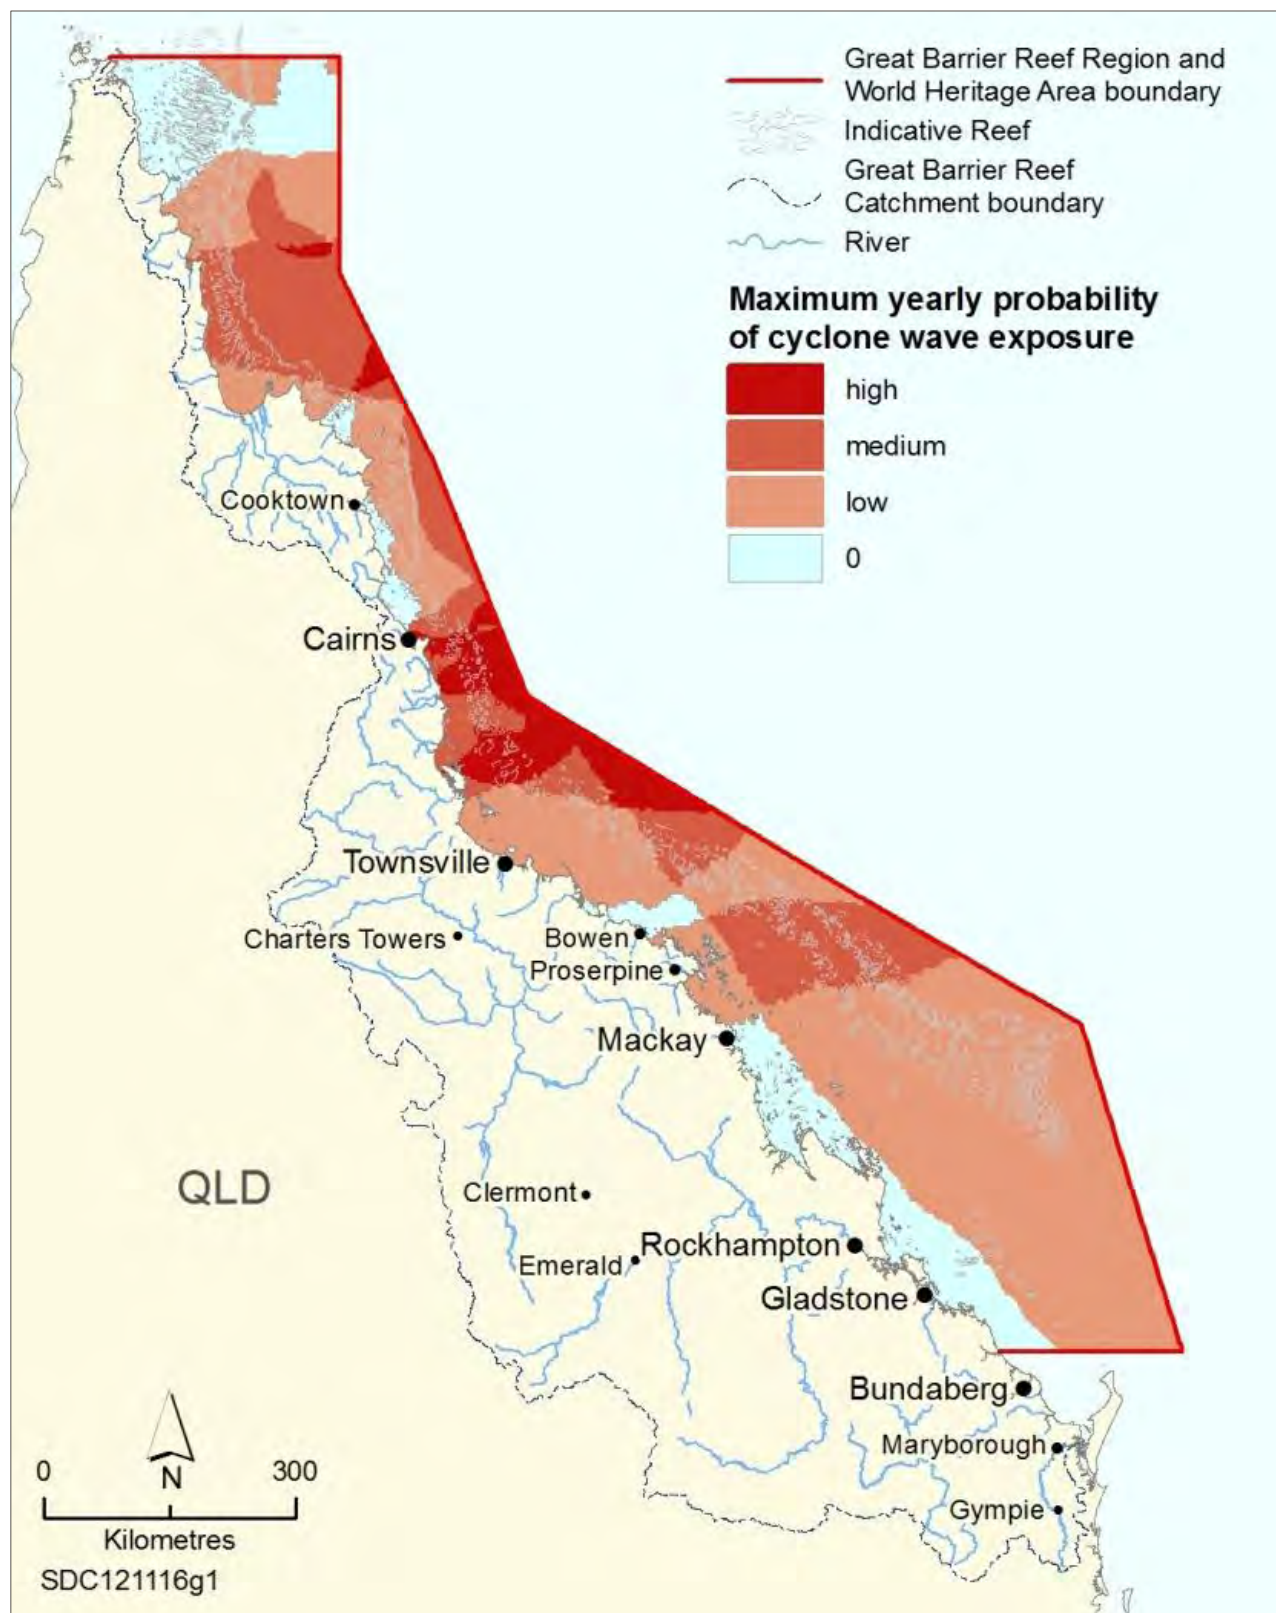 Great Barrier Reef Region and
World Heritage Area boundary
Indicative Reef
Great Barrier Reef
Catchment boundary
River
Maximum yearly probability
of cyclone wave exposure
high
medium
low
0
Cooktown
Cairns
Townsville
Charters Towers
Bowen
Proserpine
Mackay
QLD
Clermont
Emerald
Rockhampton
Gladstone
Bundaberg
Maryborough
Gympie
0
300
N
Kilometres
SDC121116g1